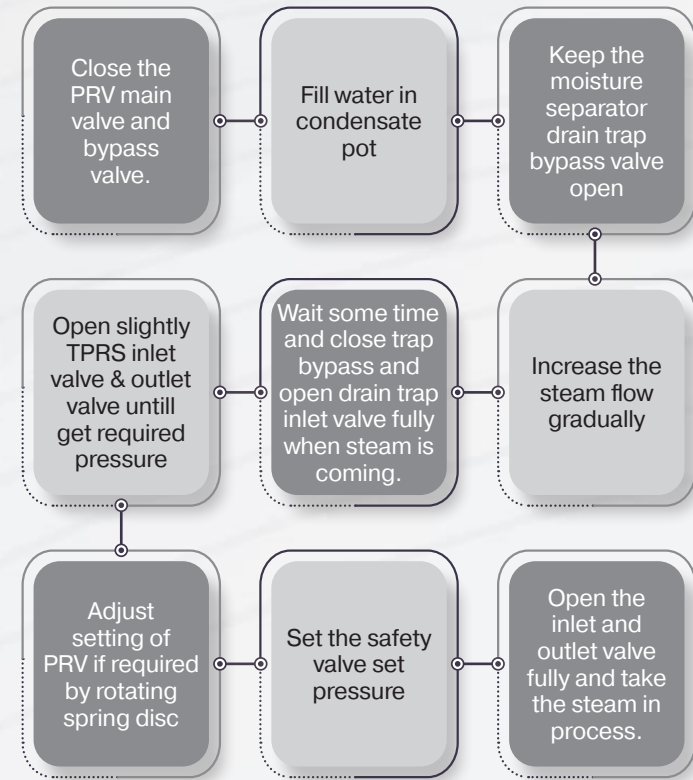 Close the
PRV main
valve and
bypass
valve.
Fill water in
condensate
pot
Keep the
moisture
separator
drain trap
bypass valve
open
Increase the
steam flow
gradually
Wait some time
and close trap
bypass and
open drain trap
inlet valve fully
when steam is
coming.
Open slightly
TPRS inlet
valve & outlet
valve untill
get required
pressure
Adjust
setting of
PRV if required
by rotating
spring disc
Set the safety
valve set
pressure
Open the
inlet and
outlet valve
fully and take
the steam in
process.